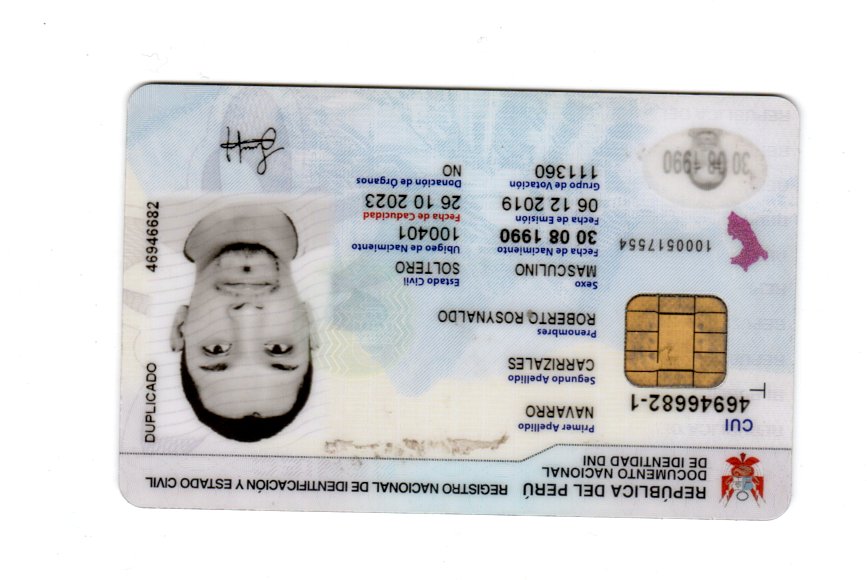 REPÚBLICA DEL PERÚ REGISTRO NACIONAL DE IDENTIFICACIÓN Y ESTADO CIVIL
DOCUMENTO NACIONAL
DE IDENTIDAD DNI
CUI
46946682-1
Primer Apellido
NAVARRO
Segundo Apellido
CARRIZALES
Prenombres
ROBERTO ROSYNALDO
Sexo Estado Civil
MASCULINO SOLTERO
Fecha de Nacimiento Ubigeo de Nacimiento
30 08 1990 100401
Fecha de Emisión Fecha de Caducidad
06 12 2019 26 10 2023
Grupo de Votación Donación de Órganos
111360 NO
1000517554
30 08 1990
DUPLICADO
46946682